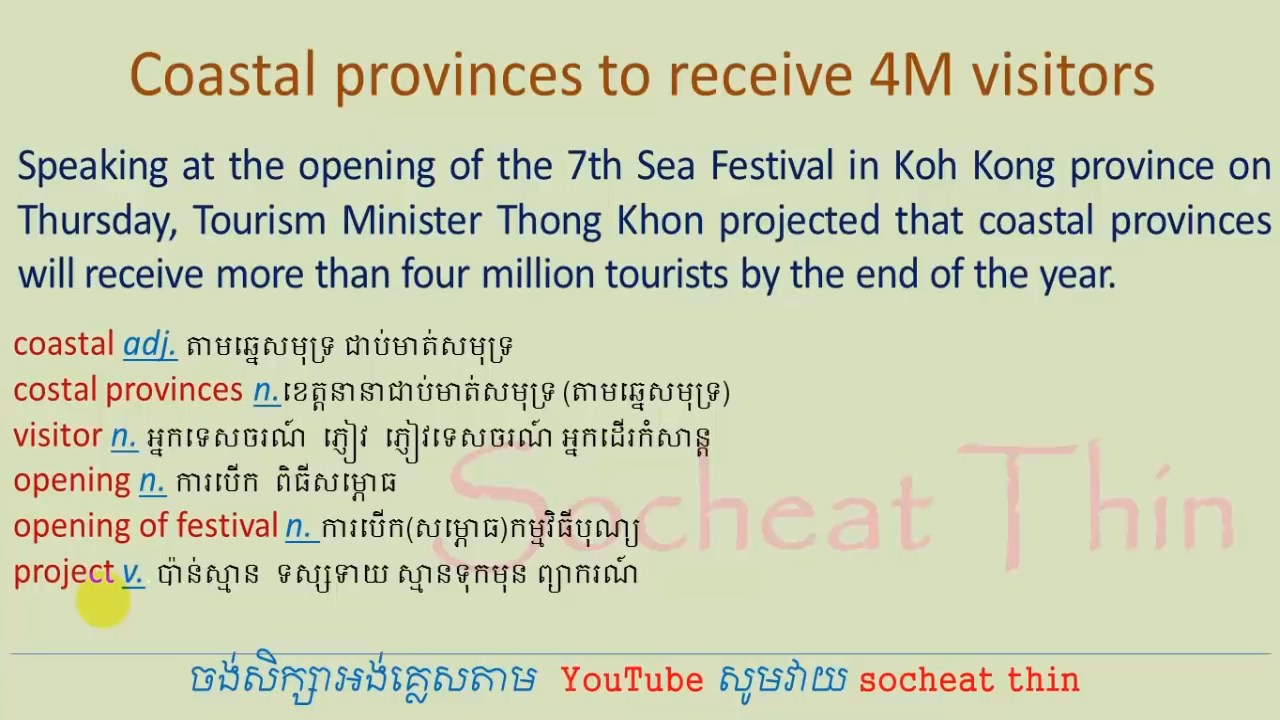 Coastal provinces to receive 4M visitors
Speaking at the opening of the 7th Sea Festival in Koh Kong province on
Thursday, Tourism Minister Thong Khon projected that coastal provinces
will receive more than four million tourists by the end of the year.
coastal adj. តាមឆ្នេសមុទ្រ ជាប់មាត់សមុទ្រ
costal provinces n.ខេត្តនានាជាប់មាត់សមុទ្រ (តាមឆ្នេសមុទ្រ)
visitor n. អ្នកទេសចរណ៍ ភ្ញៀវ ភ្ញៀវទេសចរណ៍ អ្នកដើរកំសាន្ត
opening n. ការបើក ពិធីសម្ភោធ
opening of festival n. ការបើក(សម្ភោធ)កម្មវិធីបុណ្យ
project v. ប៉ាន់ស្មាន ទស្សទាយ ស្មានទុកមុន ព្យាករណ៍
Socheat Thin
ចង់សិក្សាអង់គ្លេសតាម YouTube សូមវាយ socheat thin